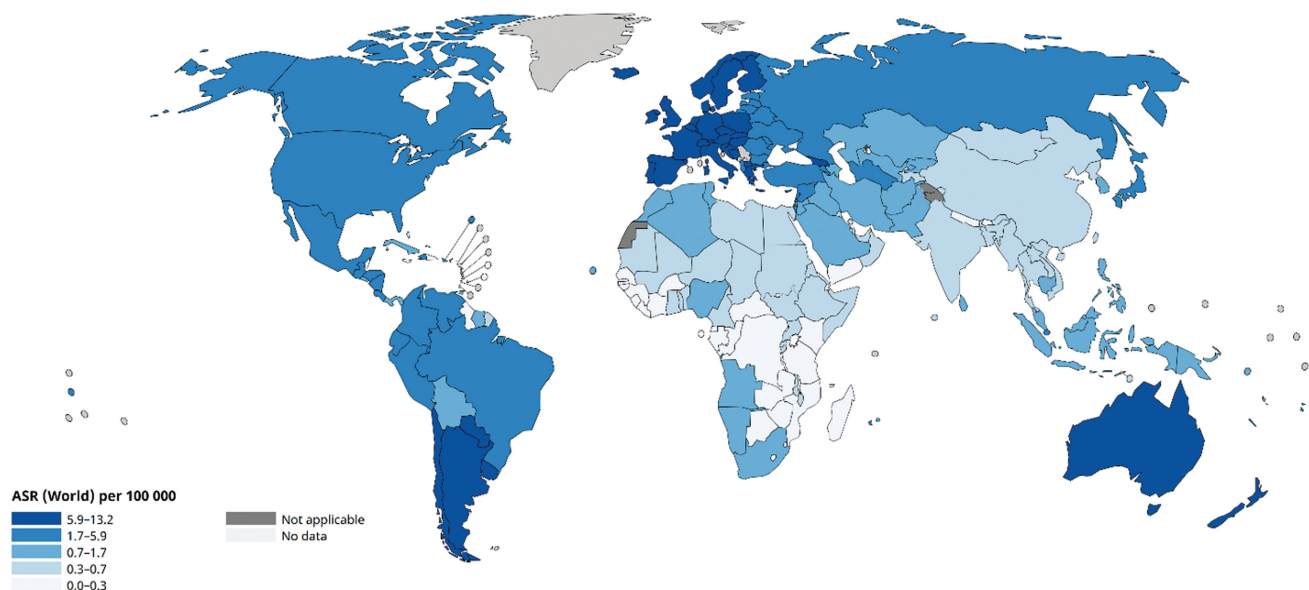 ASR (World) per 100 000
5.9–13.2
1.7–5.9
0.7–1.7
0.3–0.7
0.0–0.3
Not applicable
No data